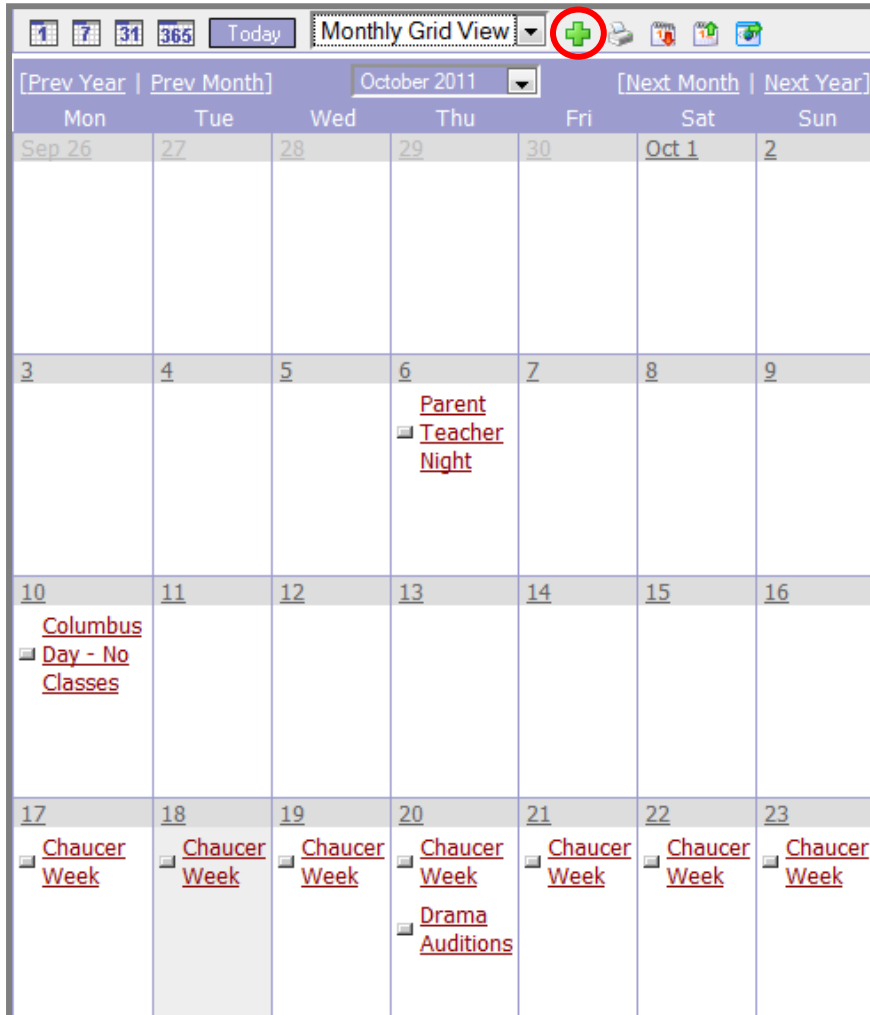 1 7 31 365 Today Monthly Grid View
[Prev Year | Prev Month] October 2011 [Next Month | Next Year]
Mon Tue Wed Thu Fri Sat Sun
Sep 26 27 28 29 30 Oct 1 2
3 4 5 6 7 8 9
Parent
Teacher
Night
10 11 12 13 14 15 16
Columbus
Day - No
Classes
17 18 19 20 21 22 23
Chaucer Chaucer Chaucer Chaucer Chaucer Chaucer Chaucer
Week Week Week Week Week Week Week
Drama
Auditions